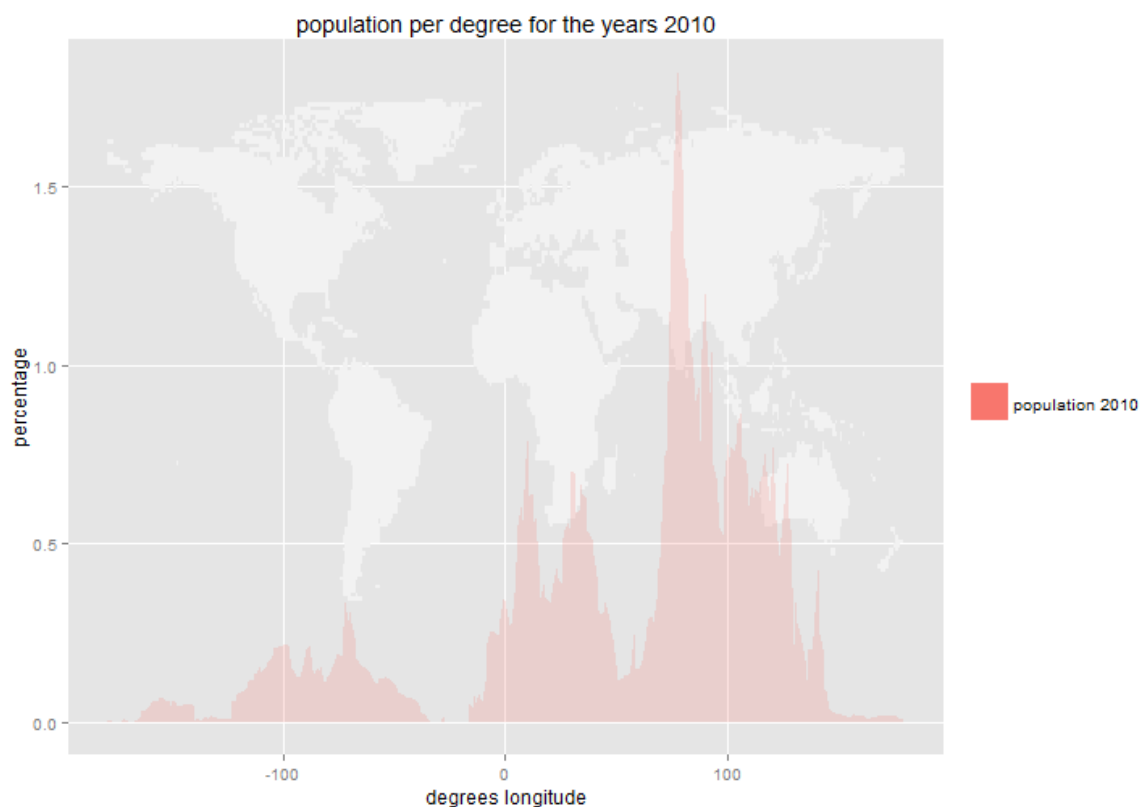 population per degree for the years 2010
percentage
1.5
1.0
0.5
0.0
-100
0
100
degrees longitude
population 2010